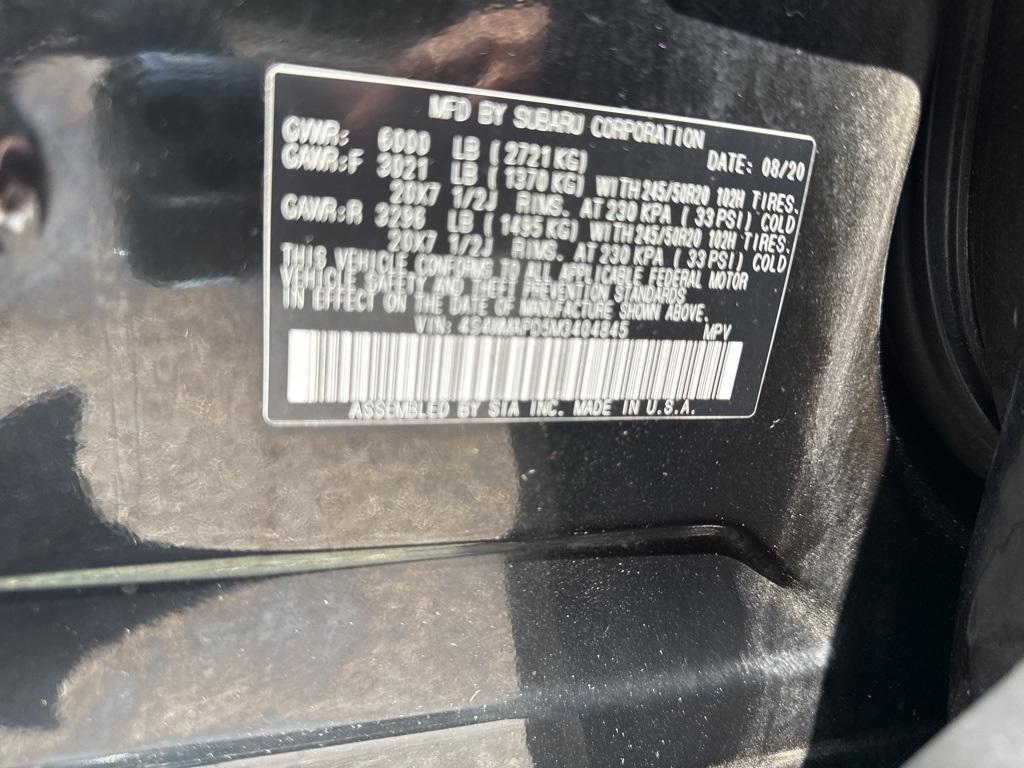 MFD BY SUBARU CORPORATION
GVWR: 6000 LB ( 2721 KG) DATE: 08/20
GAWR:F 3021 LB ( 1370 KG) WITH 245/50R20 102H TIRES.
20X7 1/2J RIMS. AT 230 KPA ( 33 PSI) COLD
GAWR:R 3296 LB ( 1495 KG) WITH 245/50R20 102H TIRES.
20X7 1/2J RIMS. AT 230 KPA ( 33 PSI) COLD
THIS VEHICLE CONFORMS TO ALL APPLICABLE FEDERAL MOTOR
VEHICLE SAFETY AND THEFT PREVENTION STANDARDS
IN EFFECT ON THE DATE OF MANUFACTURE SHOWN ABOVE.
VIN: MPV
ASSEMBLED BY SIA INC. MADE IN U.S.A.